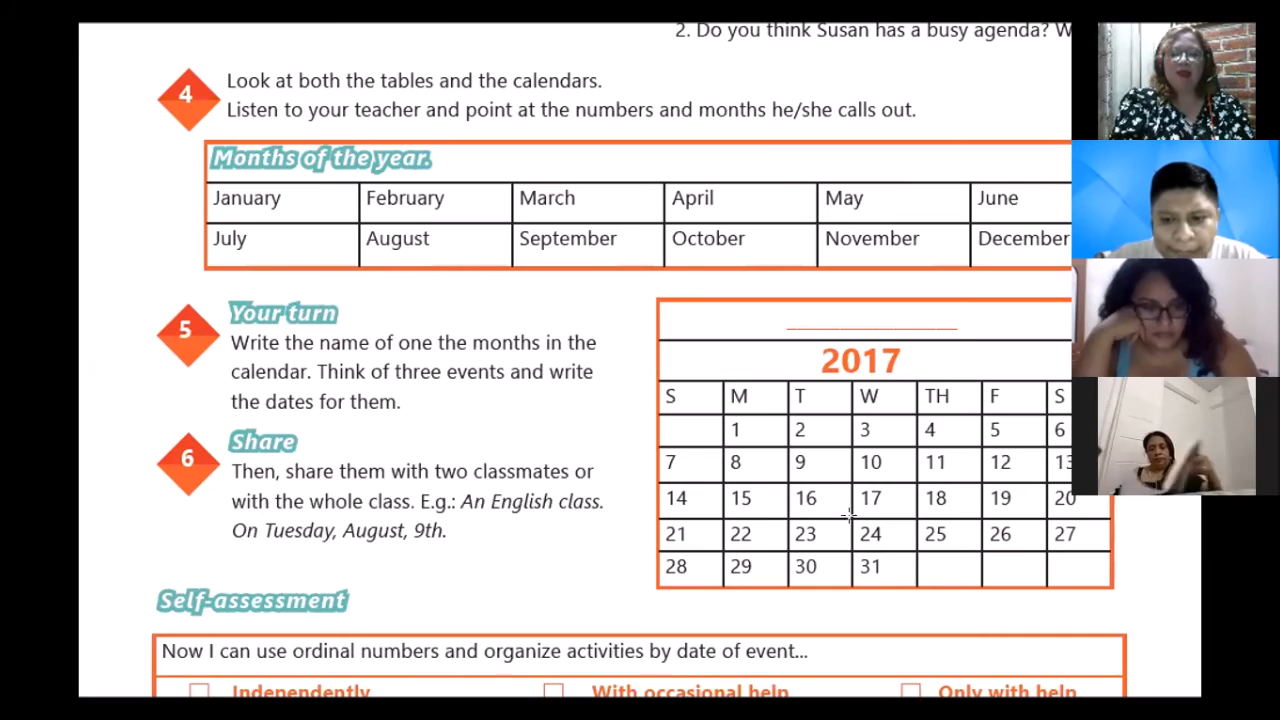 2. Do you think Susan has a busy agenda? W
4
Look at both the tables and the calendars.
Listen to your teacher and point at the numbers and months he/she calls out.
Months of the year.
January February March April May June
July August September October November December
5
Your turn
Write the name of one the months in the
calendar. Think of three events and write
the dates for them.
6
Share
Then, share them with two classmates or
with the whole class. E.g.: An English class.
On Tuesday, August, 9th.
2017
S M T W TH F S
1 2 3 4 5 6
7 8 9 10 11 12 13
14 15 16 17 18 19 20
21 22 23 24 25 26 27
28 29 30 31
Self-assessment
Now I can use ordinal numbers and organize activities by date of event...
Independently With occasional help Only with help